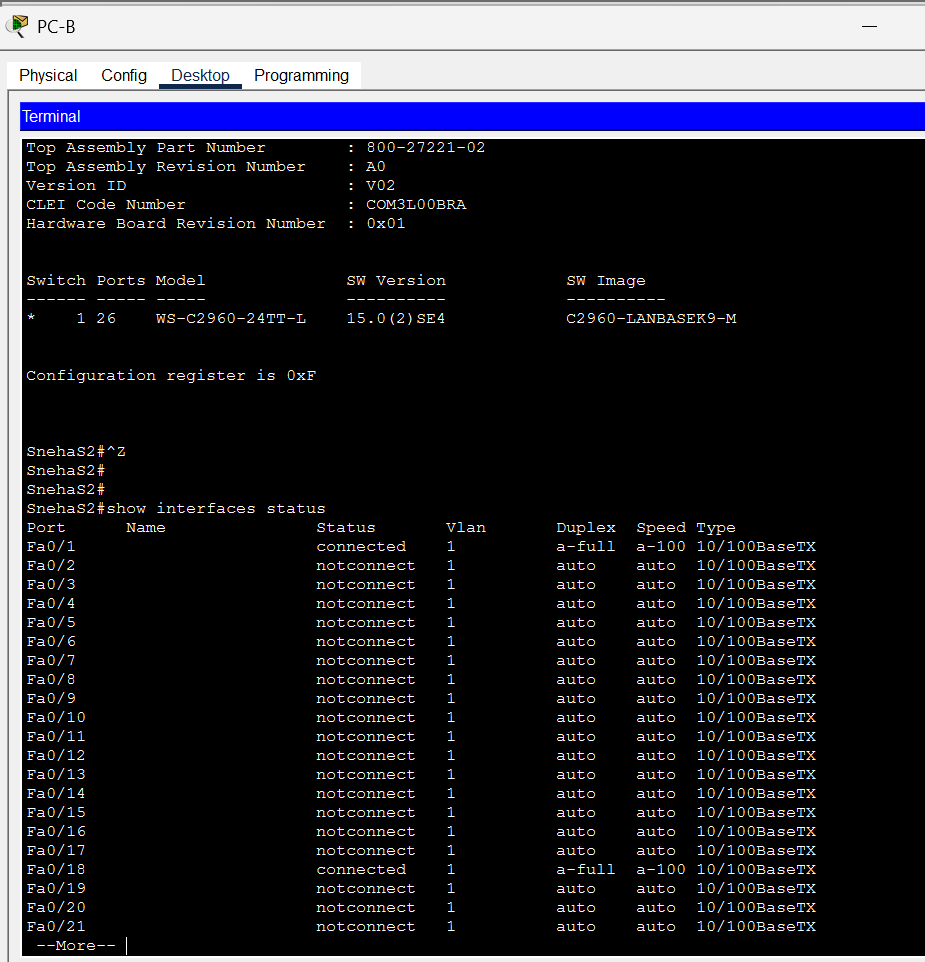 PC-B
Physical Config Desktop Programming
Terminal
Top Assembly Part Number : 800-27221-02
Top Assembly Revision Number : A0
Version ID : V02
CLEI Code Number : COM3L00BRA
Hardware Board Revision Number : 0x01
Switch Ports Model SW Version SW Image
------ ----- ----- ---------- ----------
* 1 26 WS-C2960-24TT-L 15.0(2)SE4 C2960-LANBASEK9-M
Configuration register is 0xF
SnehaS2#^Z
SnehaS2#
SnehaS2#
SnehaS2#show interfaces status
Port Name Status Vlan Duplex Speed Type
Fa0/1 connected 1 a-full a-100 10/100BaseTX
Fa0/2 notconnect 1 auto auto 10/100BaseTX
Fa0/3 notconnect 1 auto auto 10/100BaseTX
Fa0/4 notconnect 1 auto auto 10/100BaseTX
Fa0/5 notconnect 1 auto auto 10/100BaseTX
Fa0/6 notconnect 1 auto auto 10/100BaseTX
Fa0/7 notconnect 1 auto auto 10/100BaseTX
Fa0/8 notconnect 1 auto auto 10/100BaseTX
Fa0/9 notconnect 1 auto auto 10/100BaseTX
Fa0/10 notconnect 1 auto auto 10/100BaseTX
Fa0/11 notconnect 1 auto auto 10/100BaseTX
Fa0/12 notconnect 1 auto auto 10/100BaseTX
Fa0/13 notconnect 1 auto auto 10/100BaseTX
Fa0/14 notconnect 1 auto auto 10/100BaseTX
Fa0/15 notconnect 1 auto auto 10/100BaseTX
Fa0/16 notconnect 1 auto auto 10/100BaseTX
Fa0/17 notconnect 1 auto auto 10/100BaseTX
Fa0/18 connected 1 a-full a-100 10/100BaseTX
Fa0/19 notconnect 1 auto auto 10/100BaseTX
Fa0/20 notconnect 1 auto auto 10/100BaseTX
Fa0/21 notconnect 1 auto auto 10/100BaseTX
--More--